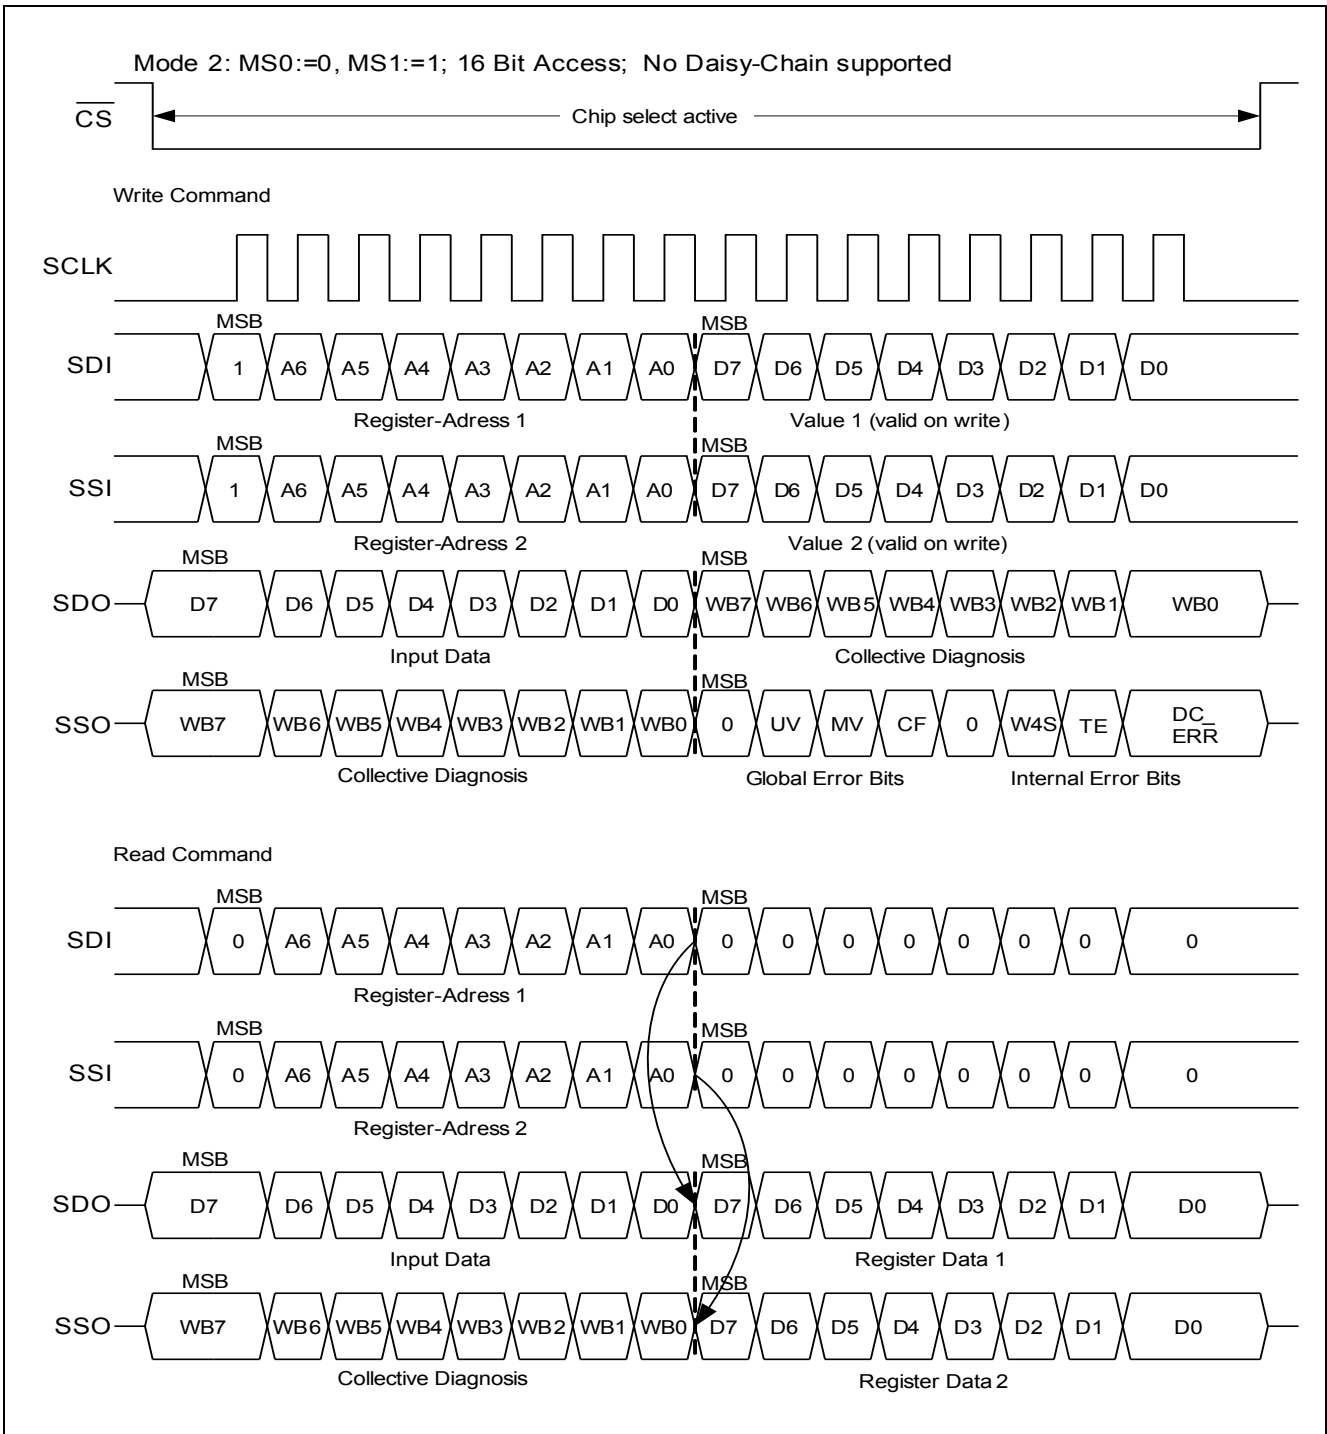 Mode 2: MS0:=0, MS1:=1; 16 Bit Access; No Daisy-Chain supported
CS
Chip select active
Write Command
SCLK
MSB MSB
SDI 1 A6 A5 A4 A3 A2 A1 A0 D7 D6 D5 D4 D3 D2 D1 D0
Register-Adress 1 Value 1 (valid on write)
MSB MSB
SSI 1 A6 A5 A4 A3 A2 A1 A0 D7 D6 D5 D4 D3 D2 D1 D0
Register-Adress 2 Value 2 (valid on write)
MSB MSB
SDO D7 D6 D5 D4 D3 D2 D1 D0 WB7 WB6 WB5 WB4 WB3 WB2 WB1 WB0
Input Data Collective Diagnosis
MSB MSB
SSO WB7 WB6 WB5 WB4 WB3 WB2 WB1 WB0 0 UV MV CF 0 W4S TE DC_
ERR
Collective Diagnosis Global Error Bits Internal Error Bits
Read Command
MSB MSB
SDI 0 A6 A5 A4 A3 A2 A1 A0 0 0 0 0 0 0 0 0
Register-Adress 1
MSB MSB
SSI 0 A6 A5 A4 A3 A2 A1 A0 0 0 0 0 0 0 0 0
Register-Adress 2
MSB MSB
SDO D7 D6 D5 D4 D3 D2 D1 D0 D7 D6 D5 D4 D3 D2 D1 D0
Input Data Register Data 1
MSB MSB
SSO WB7 WB6 WB5 WB4 WB3 WB2 WB1 WB0 D7 D6 D5 D4 D3 D2 D1 D0
Collective Diagnosis Register Data 2